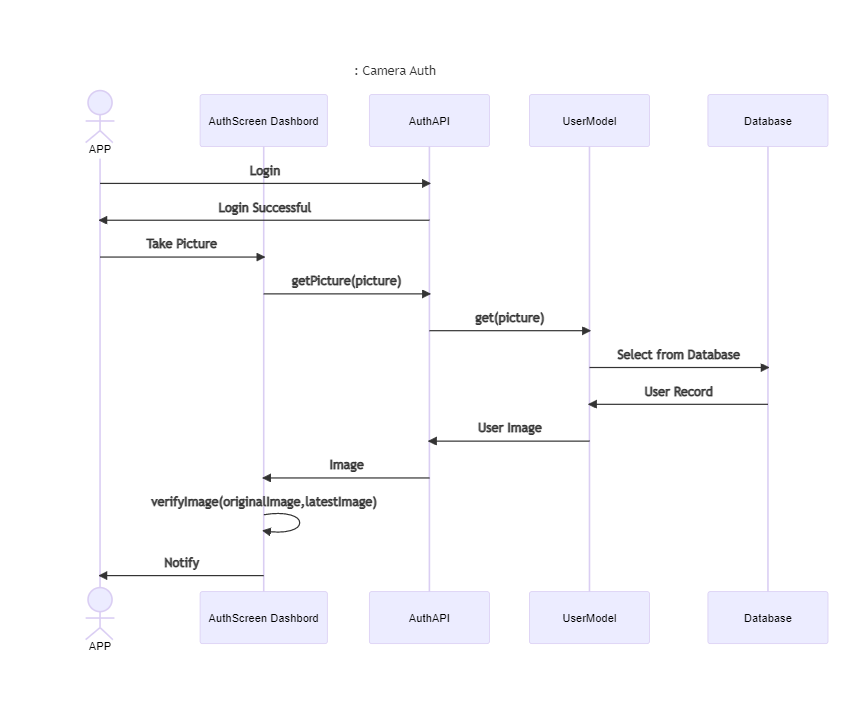 : Camera Auth
APP
AuthScreen Dashbord
AuthAPI
UserModel
Database
Login
Login Successful
Take Picture
getPicture(picture)
get(picture)
Select from Database
User Record
User Image
Image
verifyImage(originalImage,latestImage)
Notify
APP
AuthScreen Dashbord
AuthAPI
UserModel
Database